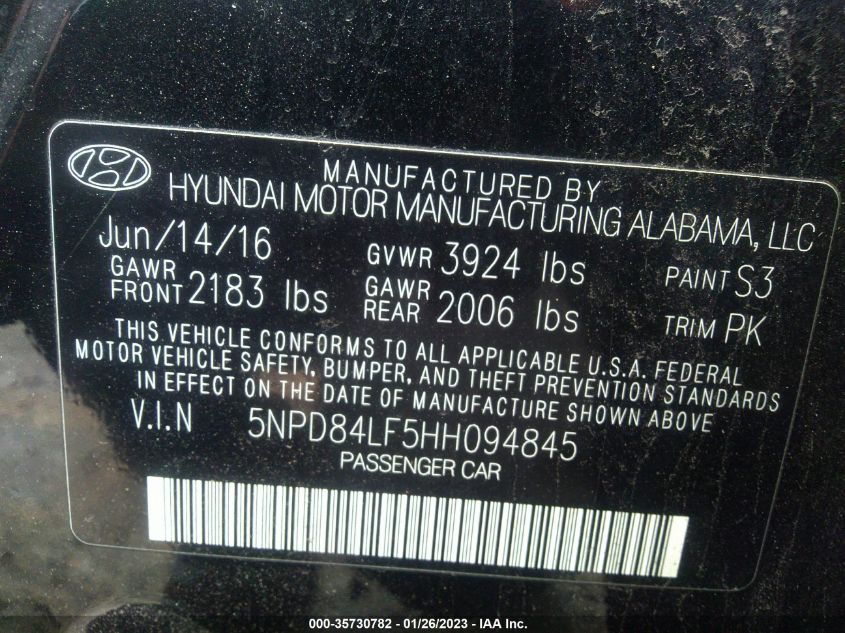 MANUFACTURED BY
HYUNDAI MOTOR MANUFACTURING ALABAMA, LLC
Jun/14/16 GVWR 3924 lbs PAINT S3
GAWR FRONT 2183 lbs GAWR REAR 2006 lbs TRIM PK
THIS VEHICLE CONFORMS TO ALL APPLICABLE U.S.A. FEDERAL
MOTOR VEHICLE SAFETY, BUMPER, AND THEFT PREVENTION STANDARDS
IN EFFECT ON THE DATE OF MANUFACTURE SHOWN ABOVE
V.I.N 5NPD84LF5HH094845
PASSENGER CAR
000-35730782 - 01/26/2023 - IAA Inc.